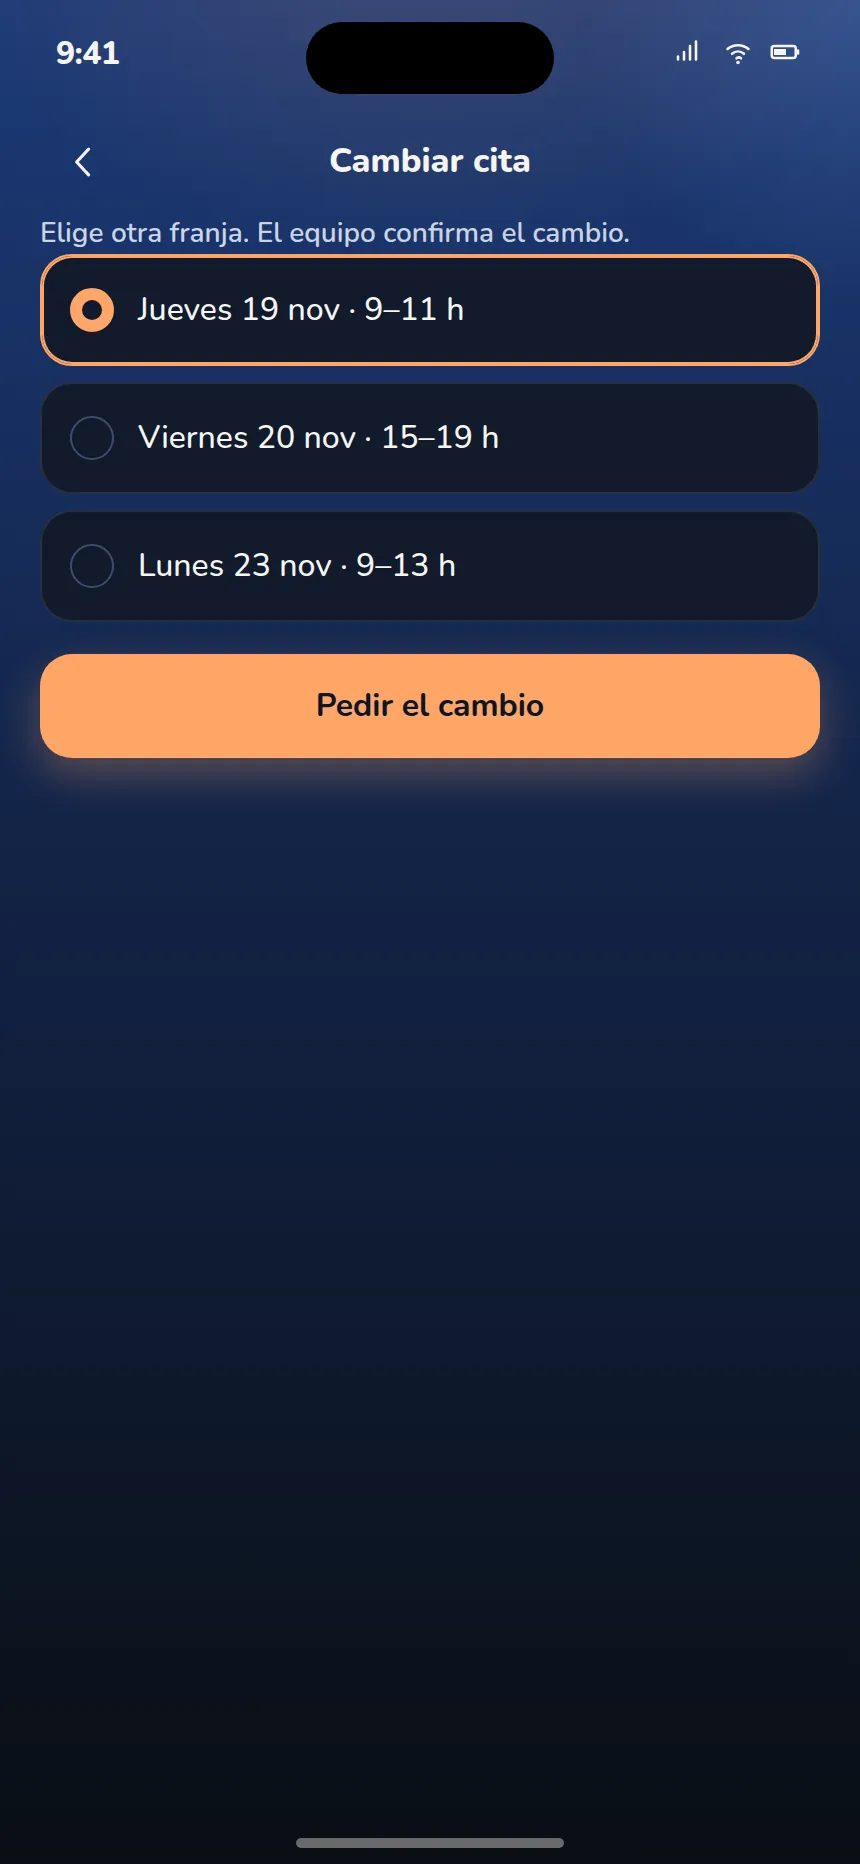 9:41
Cambiar cita
Elige otra franja. El equipo confirma el cambio.
Jueves 19 nov · 9–11 h
Viernes 20 nov · 15–19 h
Lunes 23 nov · 9–13 h
Pedir el cambio